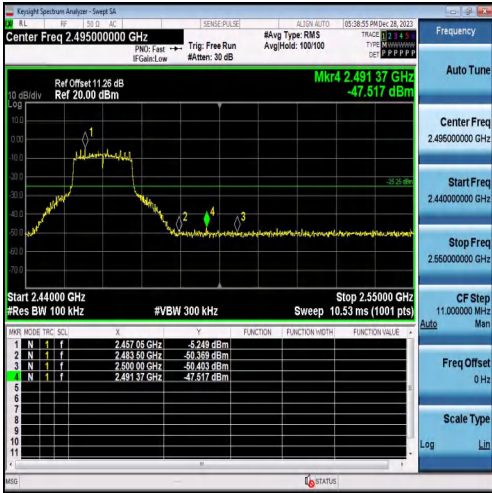 Keysight Spectrum Analyzer - Swept SA
RL RF 50 Ω AC SENSE:PULSE ALIGN AUTO 05:38:55 PM Dec 28, 2023
Center Freq 2.495000000 GHz
PNO: Fast
IFGain:Low
Trig: Free Run
#Atten: 30 dB
#Avg Type: RMS
Avg|Hold: 100/100
TRACE 1 2 3 4 5 6
TYPE M W W W W W
DET P P P P P P
Frequency
Auto Tune
Center Freq
2.495000000 GHz
Start Freq
2.440000000 GHz
Stop Freq
2.550000000 GHz
CF Step
11.000000 MHz
Auto Man
Freq Offset
0 Hz
Scale Type
Log Lin
Mkr4 2.491 37 GHz
-47.517 dBm
Ref Offset 11.26 dB
10 dB/div Ref 20.00 dBm
Log
10.0
0.00
-10.0
-20.0
-30.0
-40.0
-50.0
-60.0
-70.0
1
2
4
3
-25.25 dBm
Start 2.44000 GHz Stop 2.55000 GHz
#Res BW 100 kHz #VBW 300 kHz Sweep 10.53 ms (1001 pts)
MKR MODE TRC SCL X Y FUNCTION FUNCTION WIDTH FUNCTION VALUE
1 N 1 f 2.457 05 GHz -5.249 dBm
2 N 1 f 2.483 50 GHz -50.369 dBm
3 N 1 f 2.500 00 GHz -50.403 dBm
4 N 1 f 2.491 37 GHz -47.517 dBm
5
6
7
8
9
10
11
MSG STATUS